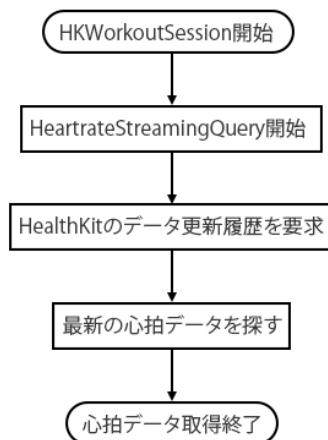 HKWorkoutSession開始
HeartrateStreamingQuery開始
HealthKitのデータ更新履歴を要求
最新の心拍データを探す
心拍データ取得終了